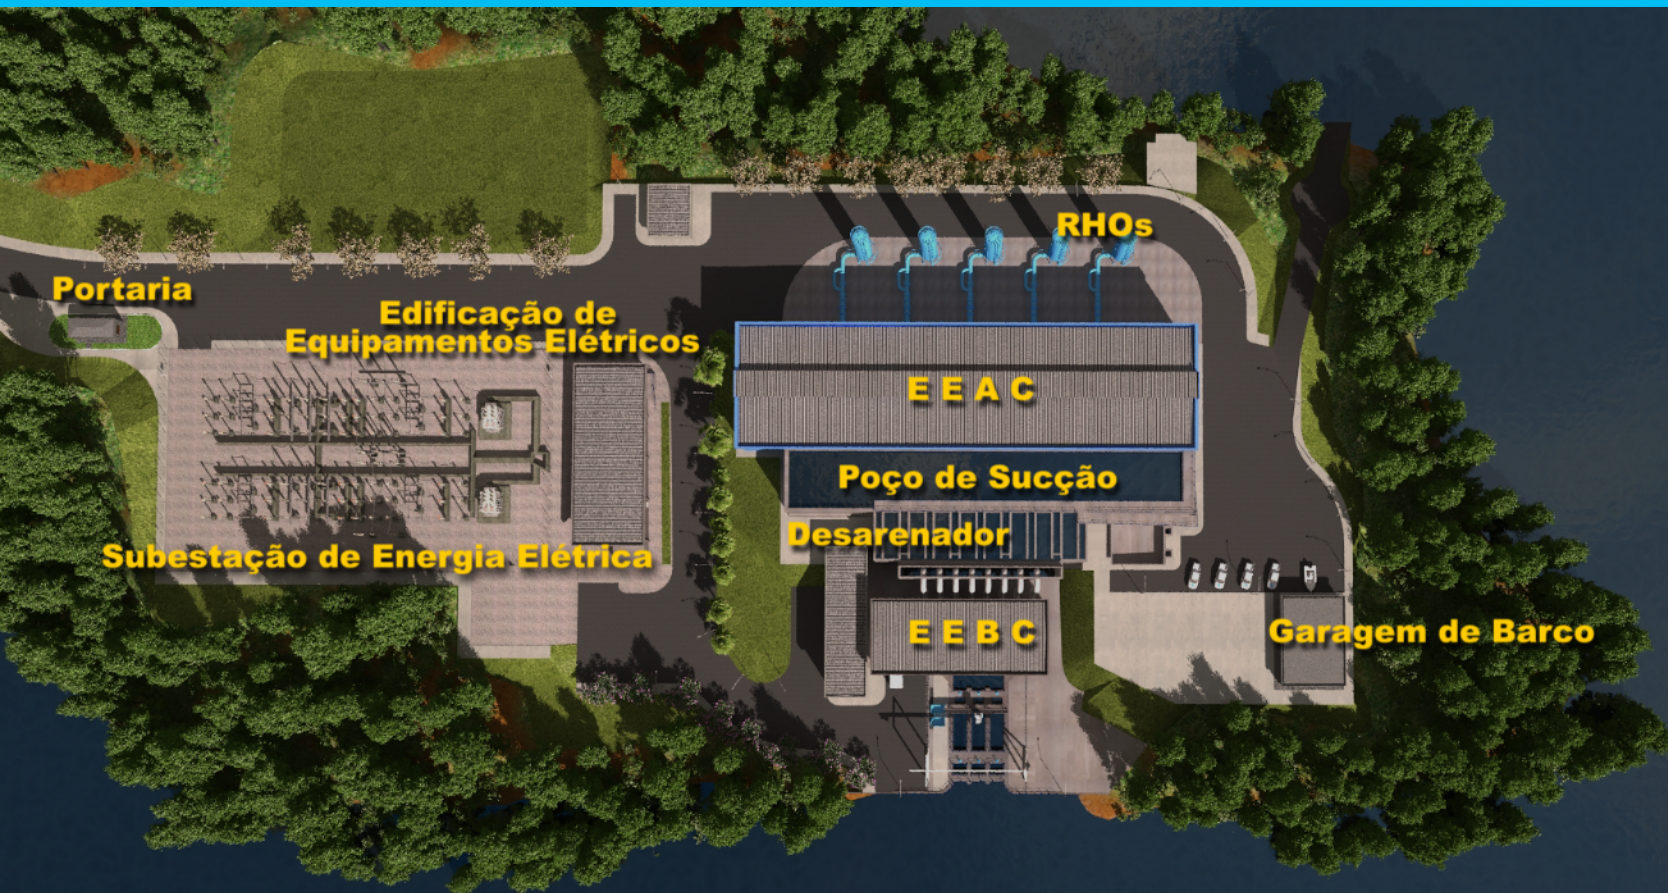 RHOs
Portaria
Edificação de
Equipamentos Elétricos
E E A C
Poço de Sucção
Desarenador
Subestação de Energia Elétrica
E E B C
Garagem de Barco